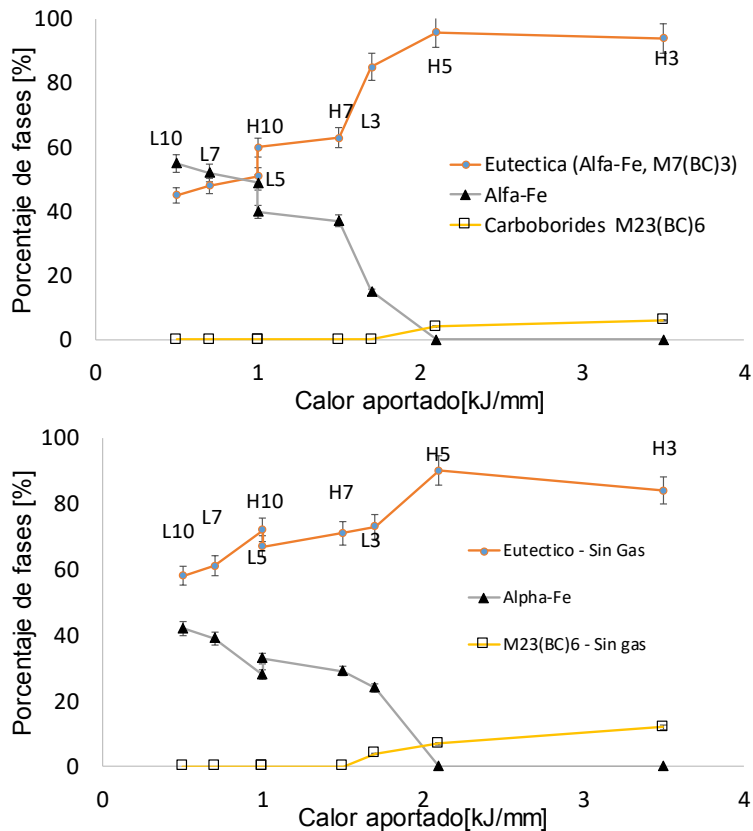 100
80
60
40
20
0
Porcentaje de fases [%]
L10
L7
H10
L5
H7
L3
H5
H3
Eutectica (Alfa-Fe, M7(BC)3)
Alfa-Fe
Carboborides M23(BC)6
0
1
2
3
4
Calor aportado[kJ/mm]
100
80
60
40
20
0
Porcentaje de fases [%]
L10
L7
H10
L5
H7
L3
H5
H3
Eutectico - Sin Gas
Alpha-Fe
M23(BC)6 - Sin gas
0
1
2
3
4
Calor aportado[kJ/mm]